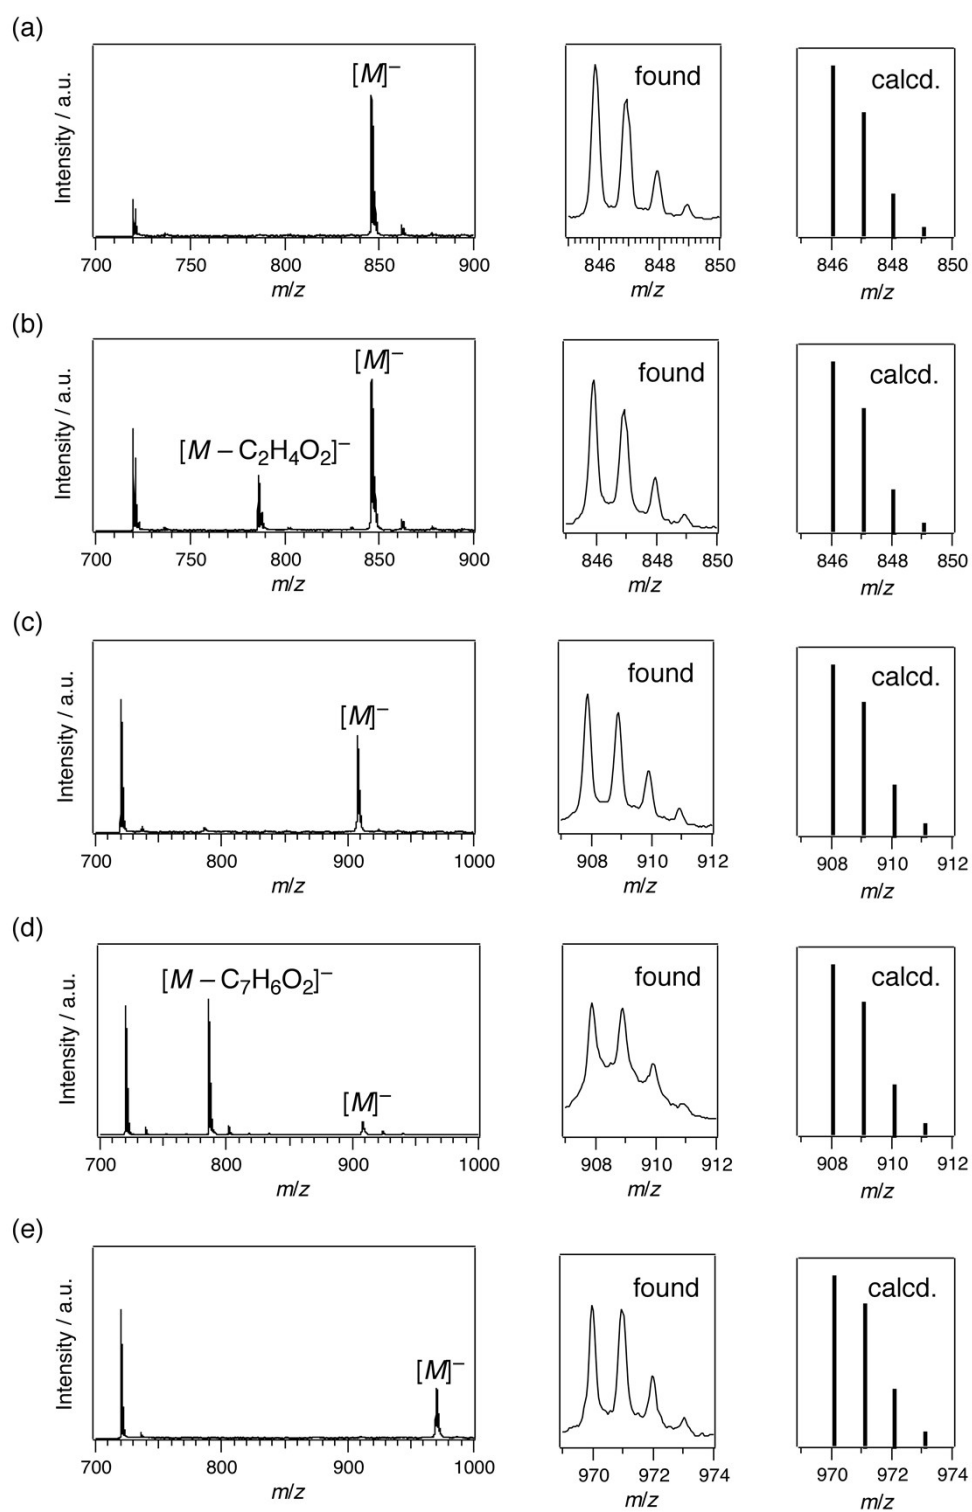 (a)
Intensity / a.u.
[M]–
700 750 800 850 900
m/z
found
846 848 850
m/z
calcd.
846 848 850
m/z
(b)
Intensity / a.u.
[M – C2H4O2]–
[M]–
700 750 800 850 900
m/z
found
846 848 850
m/z
calcd.
846 848 850
m/z
(c)
Intensity / a.u.
[M]–
700 800 900 1000
m/z
found
908 910 912
m/z
calcd.
908 910 912
m/z
(d)
Intensity / a.u.
[M – C7H6O2]–
[M]–
700 800 900 1000
m/z
found
908 910 912
m/z
calcd.
908 910 912
m/z
(e)
Intensity / a.u.
[M]–
700 800 900 1000
m/z
found
970 972 974
m/z
calcd.
970 972 974
m/z